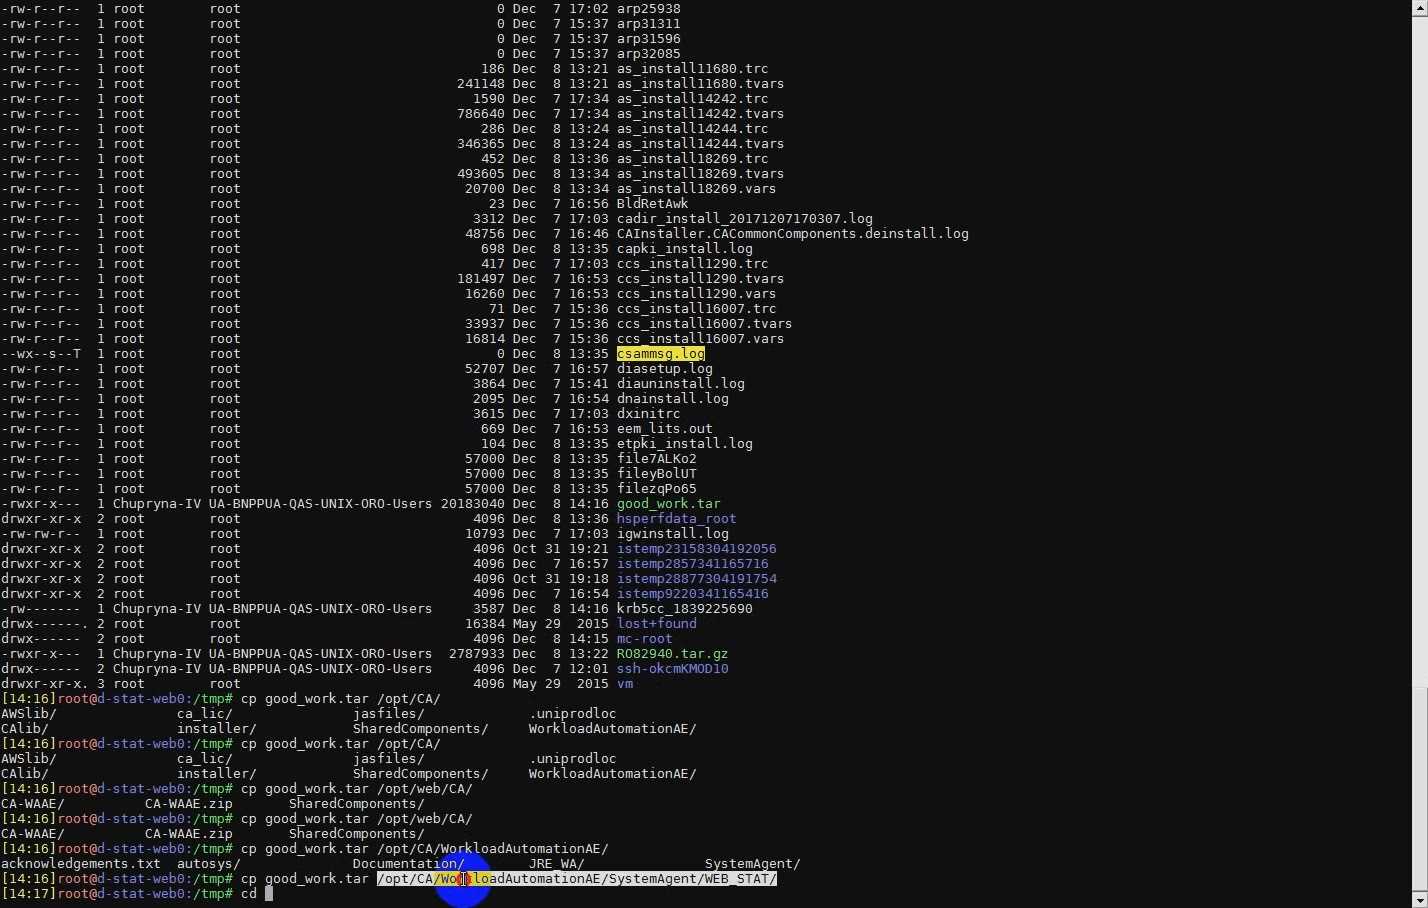 -rw-r--r--  1 root        root                                0 Dec  7 17:02 arp25938
-rw-r--r--  1 root        root                                0 Dec  7 15:37 arp31311
-rw-r--r--  1 root        root                                0 Dec  7 15:37 arp31596
-rw-r--r--  1 root        root                                0 Dec  7 15:37 arp32085
-rw-r--r--  1 root        root                              186 Dec  8 13:21 as_install11680.trc
-rw-r--r--  1 root        root                           241148 Dec  8 13:21 as_install11680.tvars
-rw-r--r--  1 root        root                             1590 Dec  7 17:34 as_install14242.trc
-rw-r--r--  1 root        root                           786640 Dec  7 17:34 as_install14242.tvars
-rw-r--r--  1 root        root                              286 Dec  8 13:24 as_install14244.trc
-rw-r--r--  1 root        root                           346365 Dec  8 13:24 as_install14244.tvars
-rw-r--r--  1 root        root                              452 Dec  8 13:36 as_install18269.trc
-rw-r--r--  1 root        root                           493605 Dec  8 13:34 as_install18269.tvars
-rw-r--r--  1 root        root                            20700 Dec  8 13:34 as_install18269.vars
-rw-r--r--  1 root        root                               23 Dec  7 16:56 BldRetAwk
-rw-r--r--  1 root        root                             3312 Dec  7 17:03 cadir_install_20171207170307.log
-rw-r--r--  1 root        root                            48756 Dec  7 16:46 CAInstaller.CACommonComponents.deinstall.log
-rw-r--r--  1 root        root                              698 Dec  8 13:35 capki_install.log
-rw-r--r--  1 root        root                              417 Dec  7 17:03 ccs_install1290.trc
-rw-r--r--  1 root        root                           181497 Dec  7 16:53 ccs_install1290.tvars
-rw-r--r--  1 root        root                            16260 Dec  7 16:53 ccs_install1290.vars
-rw-r--r--  1 root        root                               71 Dec  7 15:36 ccs_install16007.trc
-rw-r--r--  1 root        root                            33937 Dec  7 15:36 ccs_install16007.tvars
-rw-r--r--  1 root        root                            16814 Dec  7 15:36 ccs_install16007.vars
--wx--s--T  1 root        root                                0 Dec  8 13:35 csammsg.log
-rw-r--r--  1 root        root                            52707 Dec  7 16:57 diasetup.log
-rw-r--r--  1 root        root                             3864 Dec  7 15:41 diauninstall.log
-rw-r--r--  1 root        root                             2095 Dec  7 16:54 dnainstall.log
-rw-r--r--  1 root        root                             3615 Dec  7 17:03 dxinitrc
-rw-r--r--  1 root        root                              669 Dec  7 16:53 eem_lits.out
-rw-r--r--  1 root        root                              104 Dec  8 13:35 etpki_install.log
-rw-r--r--  1 root        root                            57000 Dec  8 13:35 file7ALKo2
-rw-r--r--  1 root        root                            57000 Dec  8 13:35 fileyBolUT
-rw-r--r--  1 root        root                            57000 Dec  8 13:35 filezqPo65
-rwxr-x---  1 Chupryna-IV UA-BNPPUA-QAS-UNIX-ORO-Users 20183040 Dec  8 14:16 good_work.tar
drwxr-xr-x  2 root        root                             4096 Dec  8 13:36 hsperfdata_root
-rw-rw-r--  1 root        root                            10793 Dec  7 17:03 igwinstall.log
drwxr-xr-x  2 root        root                             4096 Oct 31 19:21 istemp23158304192056
drwxr-xr-x  2 root        root                             4096 Dec  7 16:57 istemp2857341165716
drwxr-xr-x  2 root        root                             4096 Oct 31 19:18 istemp28877304191754
drwxr-xr-x  2 root        root                             4096 Dec  7 16:54 istemp9220341165416
-rw-------  1 Chupryna-IV UA-BNPPUA-QAS-UNIX-ORO-Users     3587 Dec  8 14:16 krb5cc_1839225690
drwx------. 2 root        root                            16384 May 29  2015 lost+found
drwx------  2 root        root                             4096 Dec  8 14:15 mc-root
-rwxr-x---  1 Chupryna-IV UA-BNPPUA-QAS-UNIX-ORO-Users  2787933 Dec  8 13:22 RO82940.tar.gz
drwx------  2 Chupryna-IV UA-BNPPUA-QAS-UNIX-ORO-Users     4096 Dec  7 12:01 ssh-okcmKMOD10
drwxr-xr-x. 3 root        root                             4096 May 29  2015 vm
[14:16]root@d-stat-web0:/tmp# cp good_work.tar /opt/CA/
AWSlib/               ca_lic/               jasfiles/             .uniprodloc
CAlib/                installer/            SharedComponents/     WorkloadAutomationAE/
[14:16]root@d-stat-web0:/tmp# cp good_work.tar /opt/CA/
AWSlib/               ca_lic/               jasfiles/             .uniprodloc
CAlib/                installer/            SharedComponents/     WorkloadAutomationAE/
[14:16]root@d-stat-web0:/tmp# cp good_work.tar /opt/web/CA/
CA-WAAE/          CA-WAAE.zip       SharedComponents/
[14:16]root@d-stat-web0:/tmp# cp good_work.tar /opt/web/CA/
CA-WAAE/          CA-WAAE.zip       SharedComponents/
[14:16]root@d-stat-web0:/tmp# cp good_work.tar /opt/CA/WorkloadAutomationAE/
acknowledgements.txt  autosys/              Documentation/        JRE_WA/               SystemAgent/
[14:16]root@d-stat-web0:/tmp# cp good_work.tar /opt/CA/WorkloadAutomationAE/SystemAgent/WEB_STAT/
[14:17]root@d-stat-web0:/tmp# cd